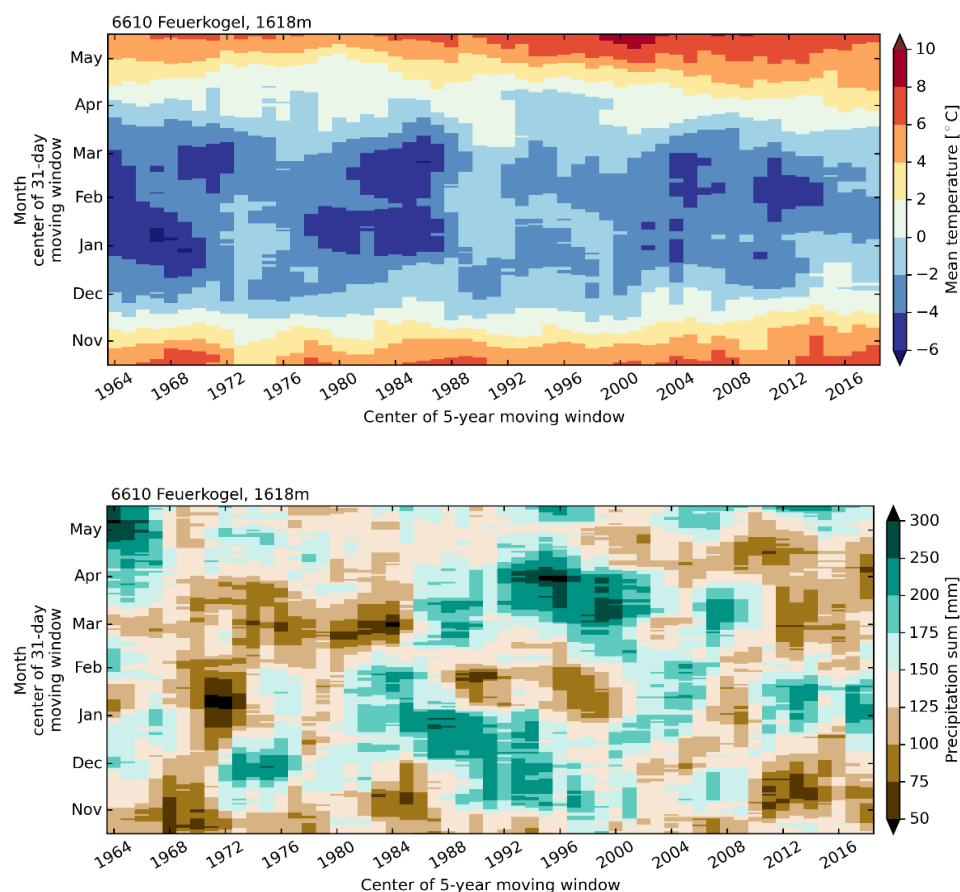 6610 Feuerkogel, 1618m
May
Apr
Mar
Feb
Jan
Dec
Nov
Month
center of 31-day
moving window
1964 1968 1972 1976 1980 1984 1988 1992 1996 2000 2004 2008 2012 2016
Center of 5-year moving window
10
8
6
4
2
0
−2
−4
−6
Mean temperature [°C]
6610 Feuerkogel, 1618m
May
Apr
Mar
Feb
Jan
Dec
Nov
Month
center of 31-day
moving window
1964 1968 1972 1976 1980 1984 1988 1992 1996 2000 2004 2008 2012 2016
Center of 5-year moving window
300
250
200
175
150
125
100
75
50
Precipitation sum [mm]